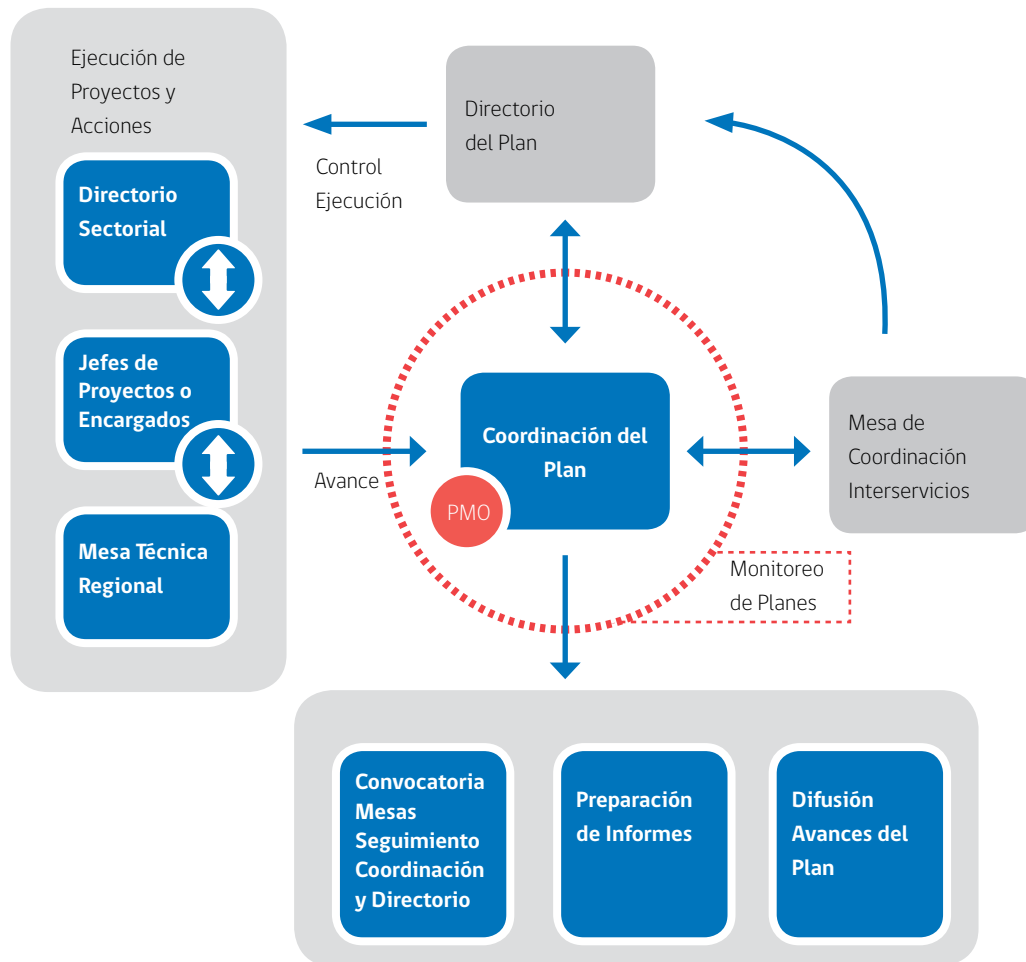 Ejecución de
Proyectos y
Acciones
Directorio
Sectorial
Jefes de
Proyectos o
Encargados
Mesa Técnica
Regional
Directorio
del Plan
Control
Ejecución
Avance
Coordinación del
Plan
PMO
Mesa de
Coordinación
Interservicios
Monitoreo
de Planes
Convocatoria
Mesas
Seguimiento
Coordinación
y Directorio
Preparación
de Informes
Difusión
Avances del
Plan